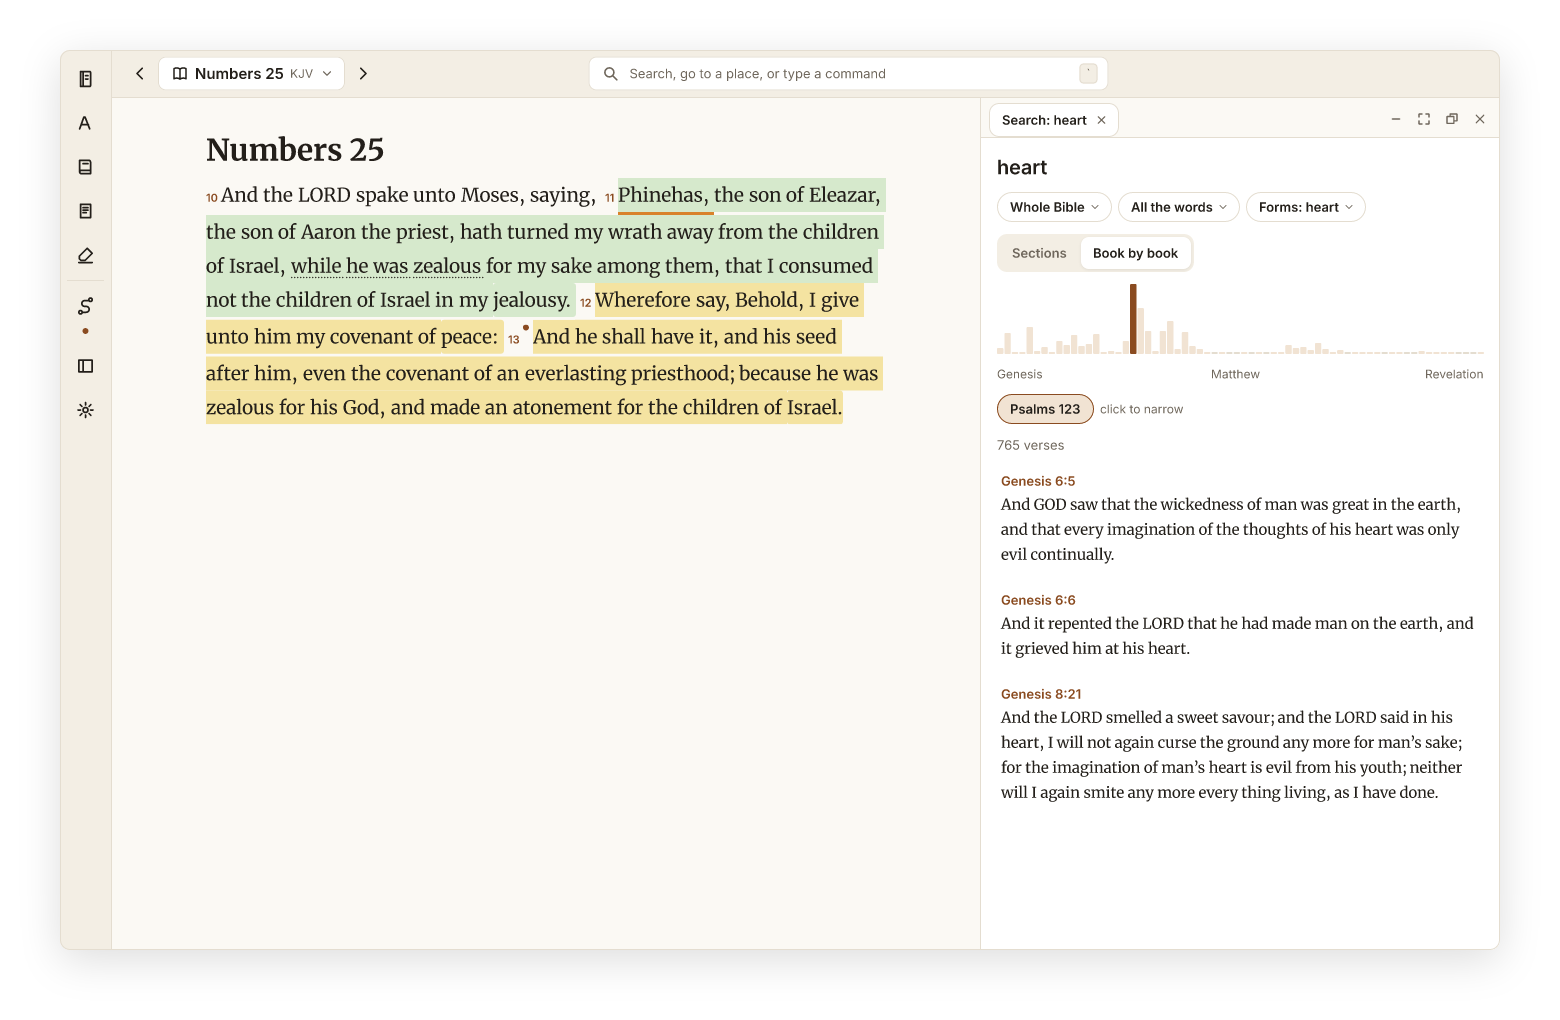 Numbers 25 KJV
Search, go to a place, or type a command
Numbers 25
10 And the LORD spake unto Moses, saying, 11 Phinehas, the son of Eleazar,
the son of Aaron the priest, hath turned my wrath away from the children
of Israel, while he was zealous for my sake among them, that I consumed
not the children of Israel in my jealousy. 12 Wherefore say, Behold, I give
unto him my covenant of peace: 13 And he shall have it, and his seed
after him, even the covenant of an everlasting priesthood; because he was
zealous for his God, and made an atonement for the children of Israel.
Search: heart
heart
Whole Bible All the words Forms: heart
Sections Book by book
Genesis Matthew Revelation
Psalms 123 click to narrow
765 verses
Genesis 6:5
And GOD saw that the wickedness of man was great in the earth,
and that every imagination of the thoughts of his heart was only
evil continually.
Genesis 6:6
And it repented the LORD that he had made man on the earth, and
it grieved him at his heart.
Genesis 8:21
And the LORD smelled a sweet savour; and the LORD said in his
heart, I will not again curse the ground any more for man’s sake;
for the imagination of man’s heart is evil from his youth; neither
will I again smite any more every thing living, as I have done.